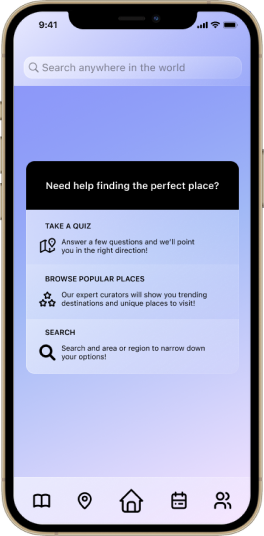 9:41
Search anywhere in the world
Need help finding the perfect place?
TAKE A QUIZ
Answer a few questions and we'll point
you in the right direction!
BROWSE POPULAR PLACES
Our expert curators will show you trending
destinations and unique places to visit!
SEARCH
Search and area or region to narrow down
your options!